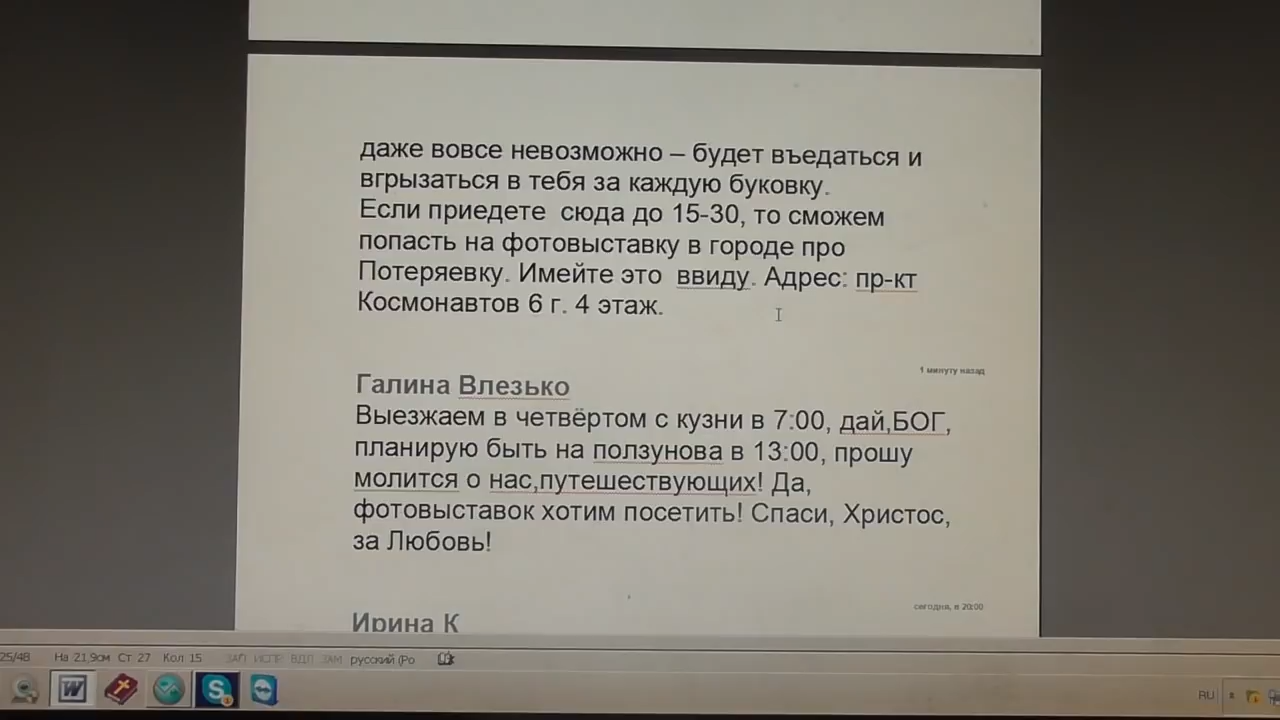 даже вовсе невозможно – будет въедаться и
вгрызаться в тебя за каждую буковку.
Если приедете  сюда до 15-30, то сможем
попасть на фотовыставку в городе про
Потеряевку. Имейте это  ввиду. Адрес: пр-кт
Космонавтов 6 г. 4 этаж.
1 минуту назад
Галина Влезько
Выезжаем в четвёртом с кузни в 7:00, дай,БОГ,
планирую быть на ползунова в 13:00, прошу
молится о нас,путешествующих! Да,
фотовыставок хотим посетить! Спаси, Христос,
за Любовь!
сегодня, в 20:00
Ирина К
25/48 На 21,9см Ст 27 Кол 15 ЗАП ИСПР ВДЛ ЗАМ русский (Ро
RU